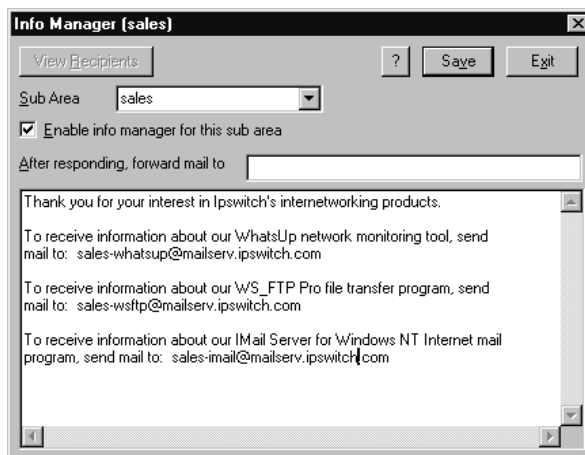 Info Manager (sales)
View Recipients ? Save Exit
Sub Area sales
Enable info manager for this sub area
After responding, forward mail to
Thank you for your interest in Ipswitch's internetworking products.
To receive information about our WhatsUp network monitoring tool, send
mail to: sales-whatsup@mailserv.ipswitch.com
To receive information about our WS_FTP Pro file transfer program, send
mail to: sales-wsftp@mailserv.ipswitch.com
To receive information about our IMail Server for Windows NT Internet mail
program, send mail to: sales-imail@mailserv.ipswitch.com